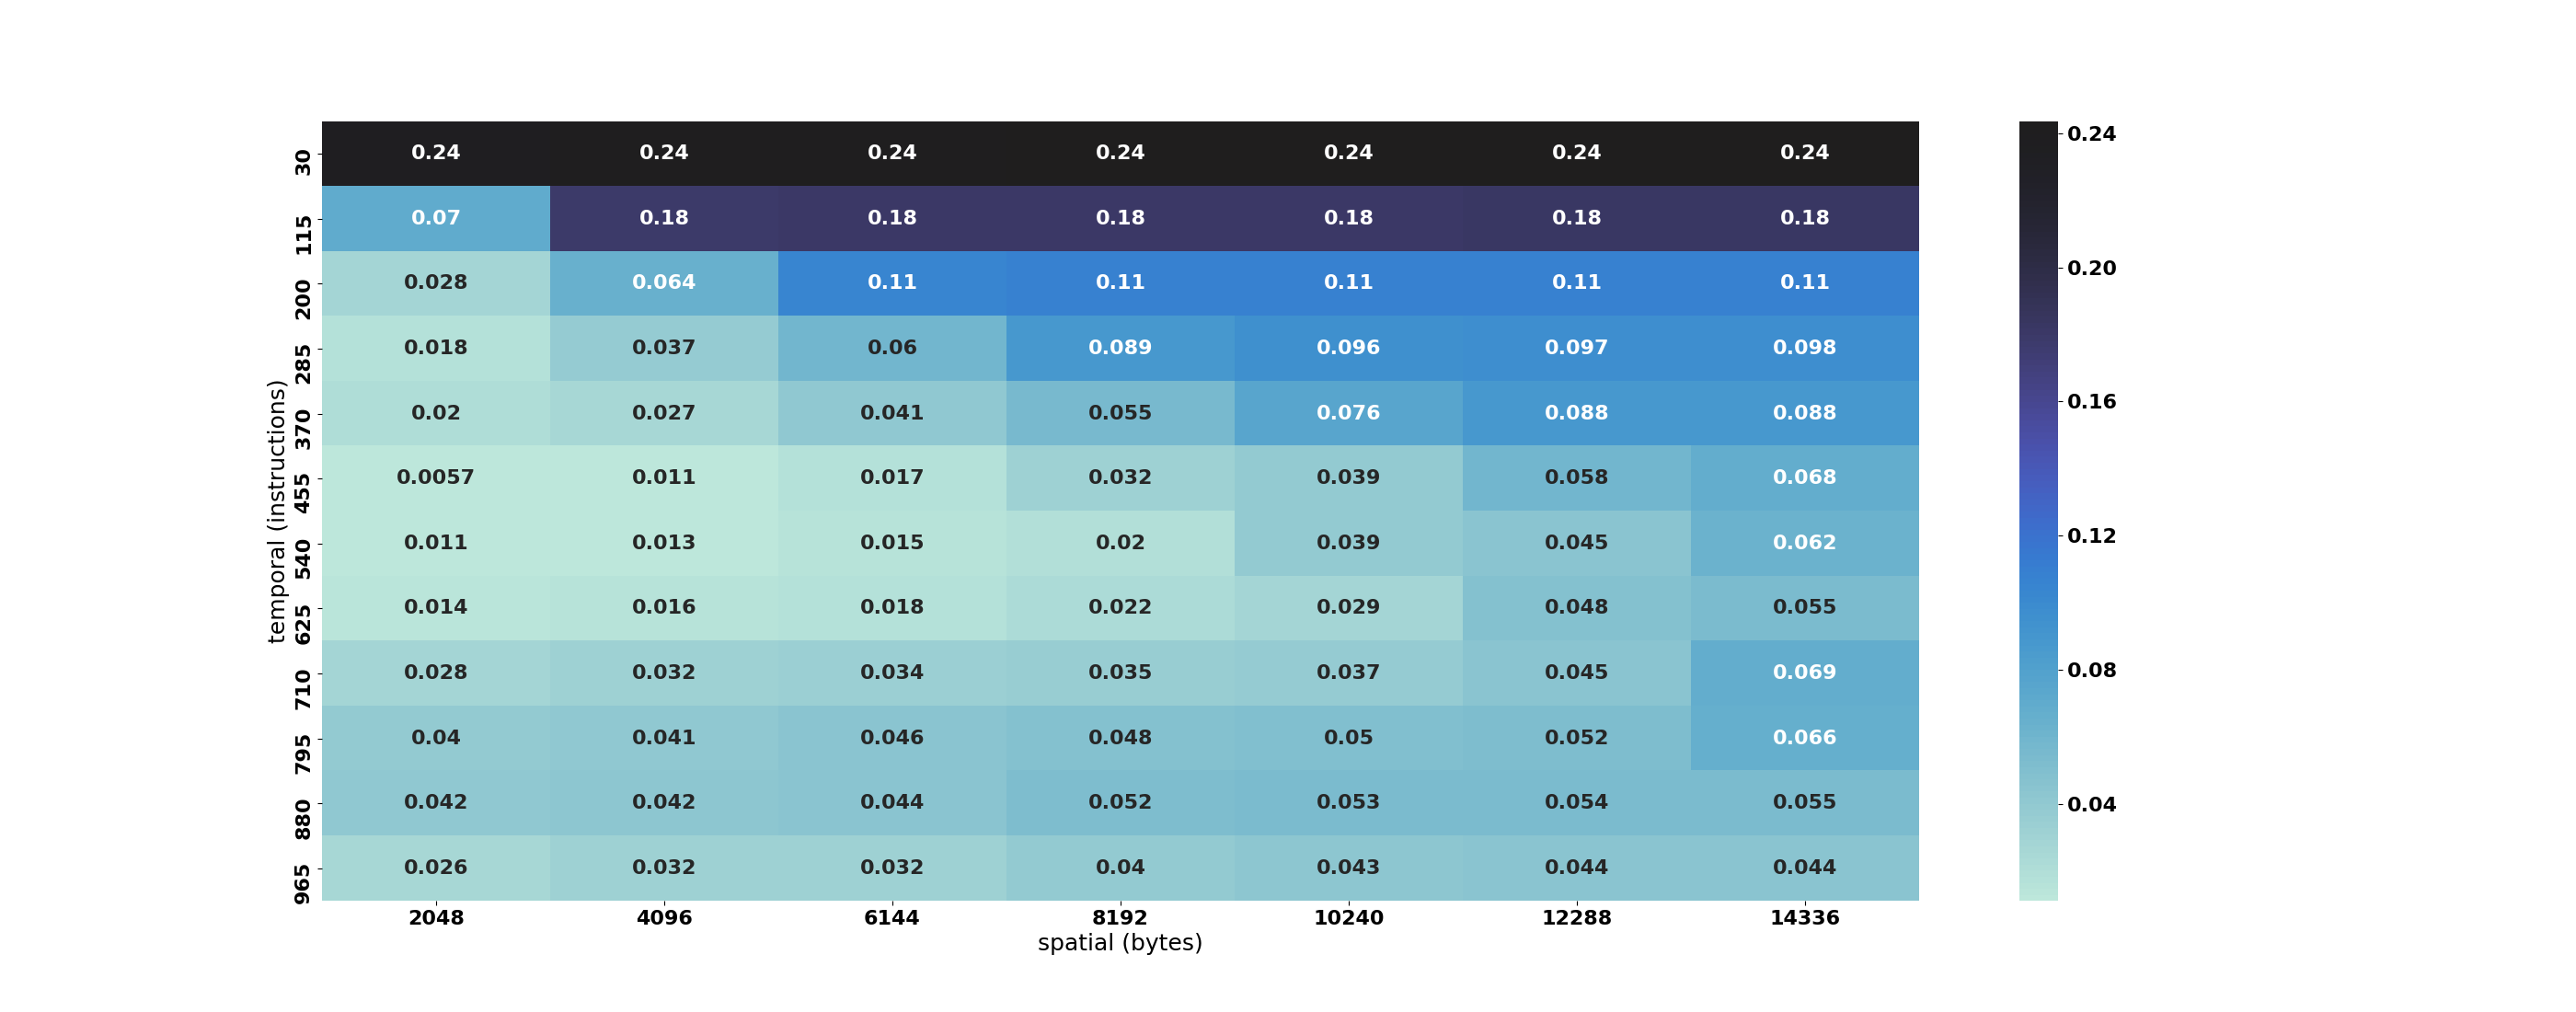 30 0.24 0.24 0.24 0.24 0.24 0.24 0.24
115 0.07 0.18 0.18 0.18 0.18 0.18 0.18
200 0.028 0.064 0.11 0.11 0.11 0.11 0.11
285 0.018 0.037 0.06 0.089 0.096 0.097 0.098
370 0.02 0.027 0.041 0.055 0.076 0.088 0.088
455 0.0057 0.011 0.017 0.032 0.039 0.058 0.068
540 0.011 0.013 0.015 0.02 0.039 0.045 0.062
625 0.014 0.016 0.018 0.022 0.029 0.048 0.055
710 0.028 0.032 0.034 0.035 0.037 0.045 0.069
795 0.04 0.041 0.046 0.048 0.05 0.052 0.066
880 0.042 0.042 0.044 0.052 0.053 0.054 0.055
965 0.026 0.032 0.032 0.04 0.043 0.044 0.044
2048 4096 6144 8192 10240 12288 14336
spatial (bytes)
temporal (instructions)
0.24
0.20
0.16
0.12
0.08
0.04